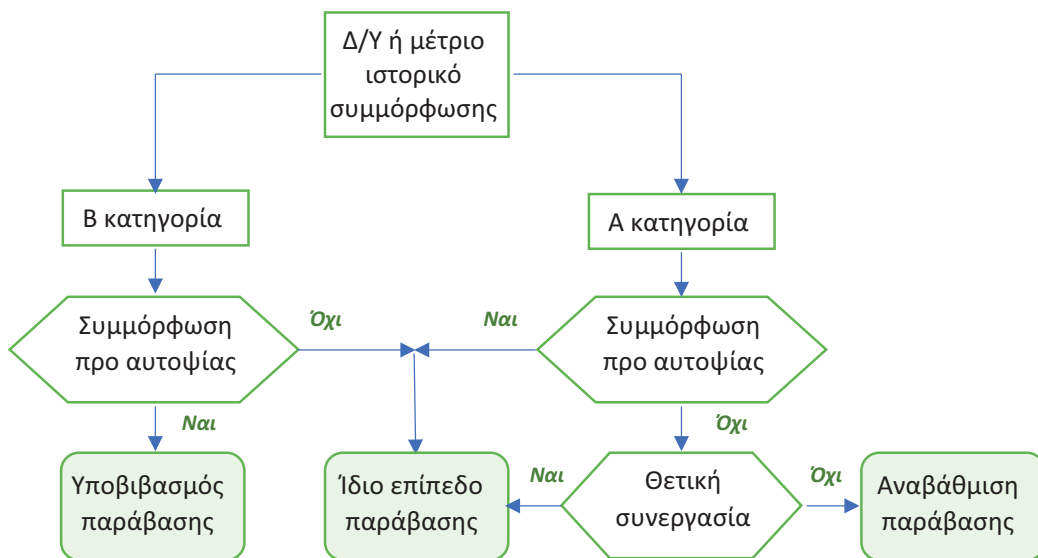 Δ/Υ ή μέτριο
ιστορικό
συμμόρφωσης
Β κατηγορία
Α κατηγορία
Συμμόρφωση
προ αυτοψίας
Όχι
Ναι
Συμμόρφωση
προ αυτοψίας
Ναι
Όχι
Υποβιβασμός
παράβασης
Ίδιο επίπεδο
παράβασης
Ναι
Θετική
συνεργασία
Όχι
Αναβάθμιση
παράβασης